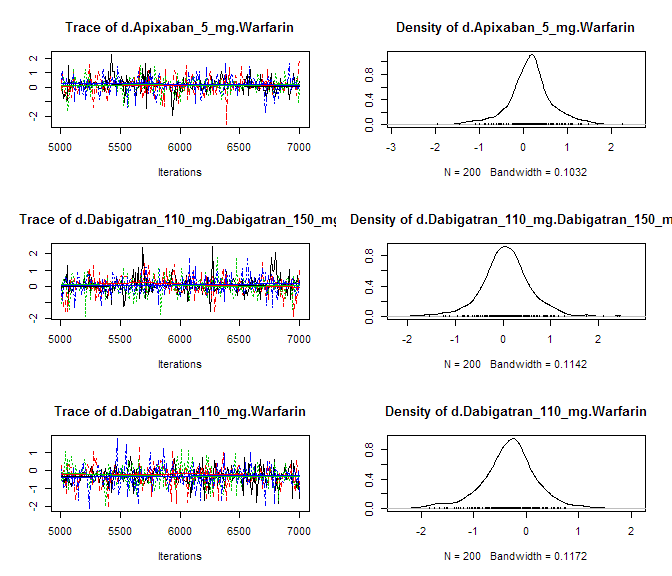 Trace of d.Apixaban_5_mg.Warfarin
2
1
0
-2
5000 5500 6000 6500 7000
Iterations
Density of d.Apixaban_5_mg.Warfarin
0.8
0.4
0.0
-3 -2 -1 0 1 2
N = 200 Bandwidth = 0.1032
Trace of d.Dabigatran_110_mg.Dabigatran_150_mg
2
1
0
-2
5000 5500 6000 6500 7000
Iterations
Density of d.Dabigatran_110_mg.Dabigatran_150_m
0.8
0.4
0.0
-2 -1 0 1 2
N = 200 Bandwidth = 0.1142
Trace of d.Dabigatran_110_mg.Warfarin
1
0
-1
-2
5000 5500 6000 6500 7000
Iterations
Density of d.Dabigatran_110_mg.Warfarin
0.8
0.4
0.0
-2 -1 0 1 2
N = 200 Bandwidth = 0.1172